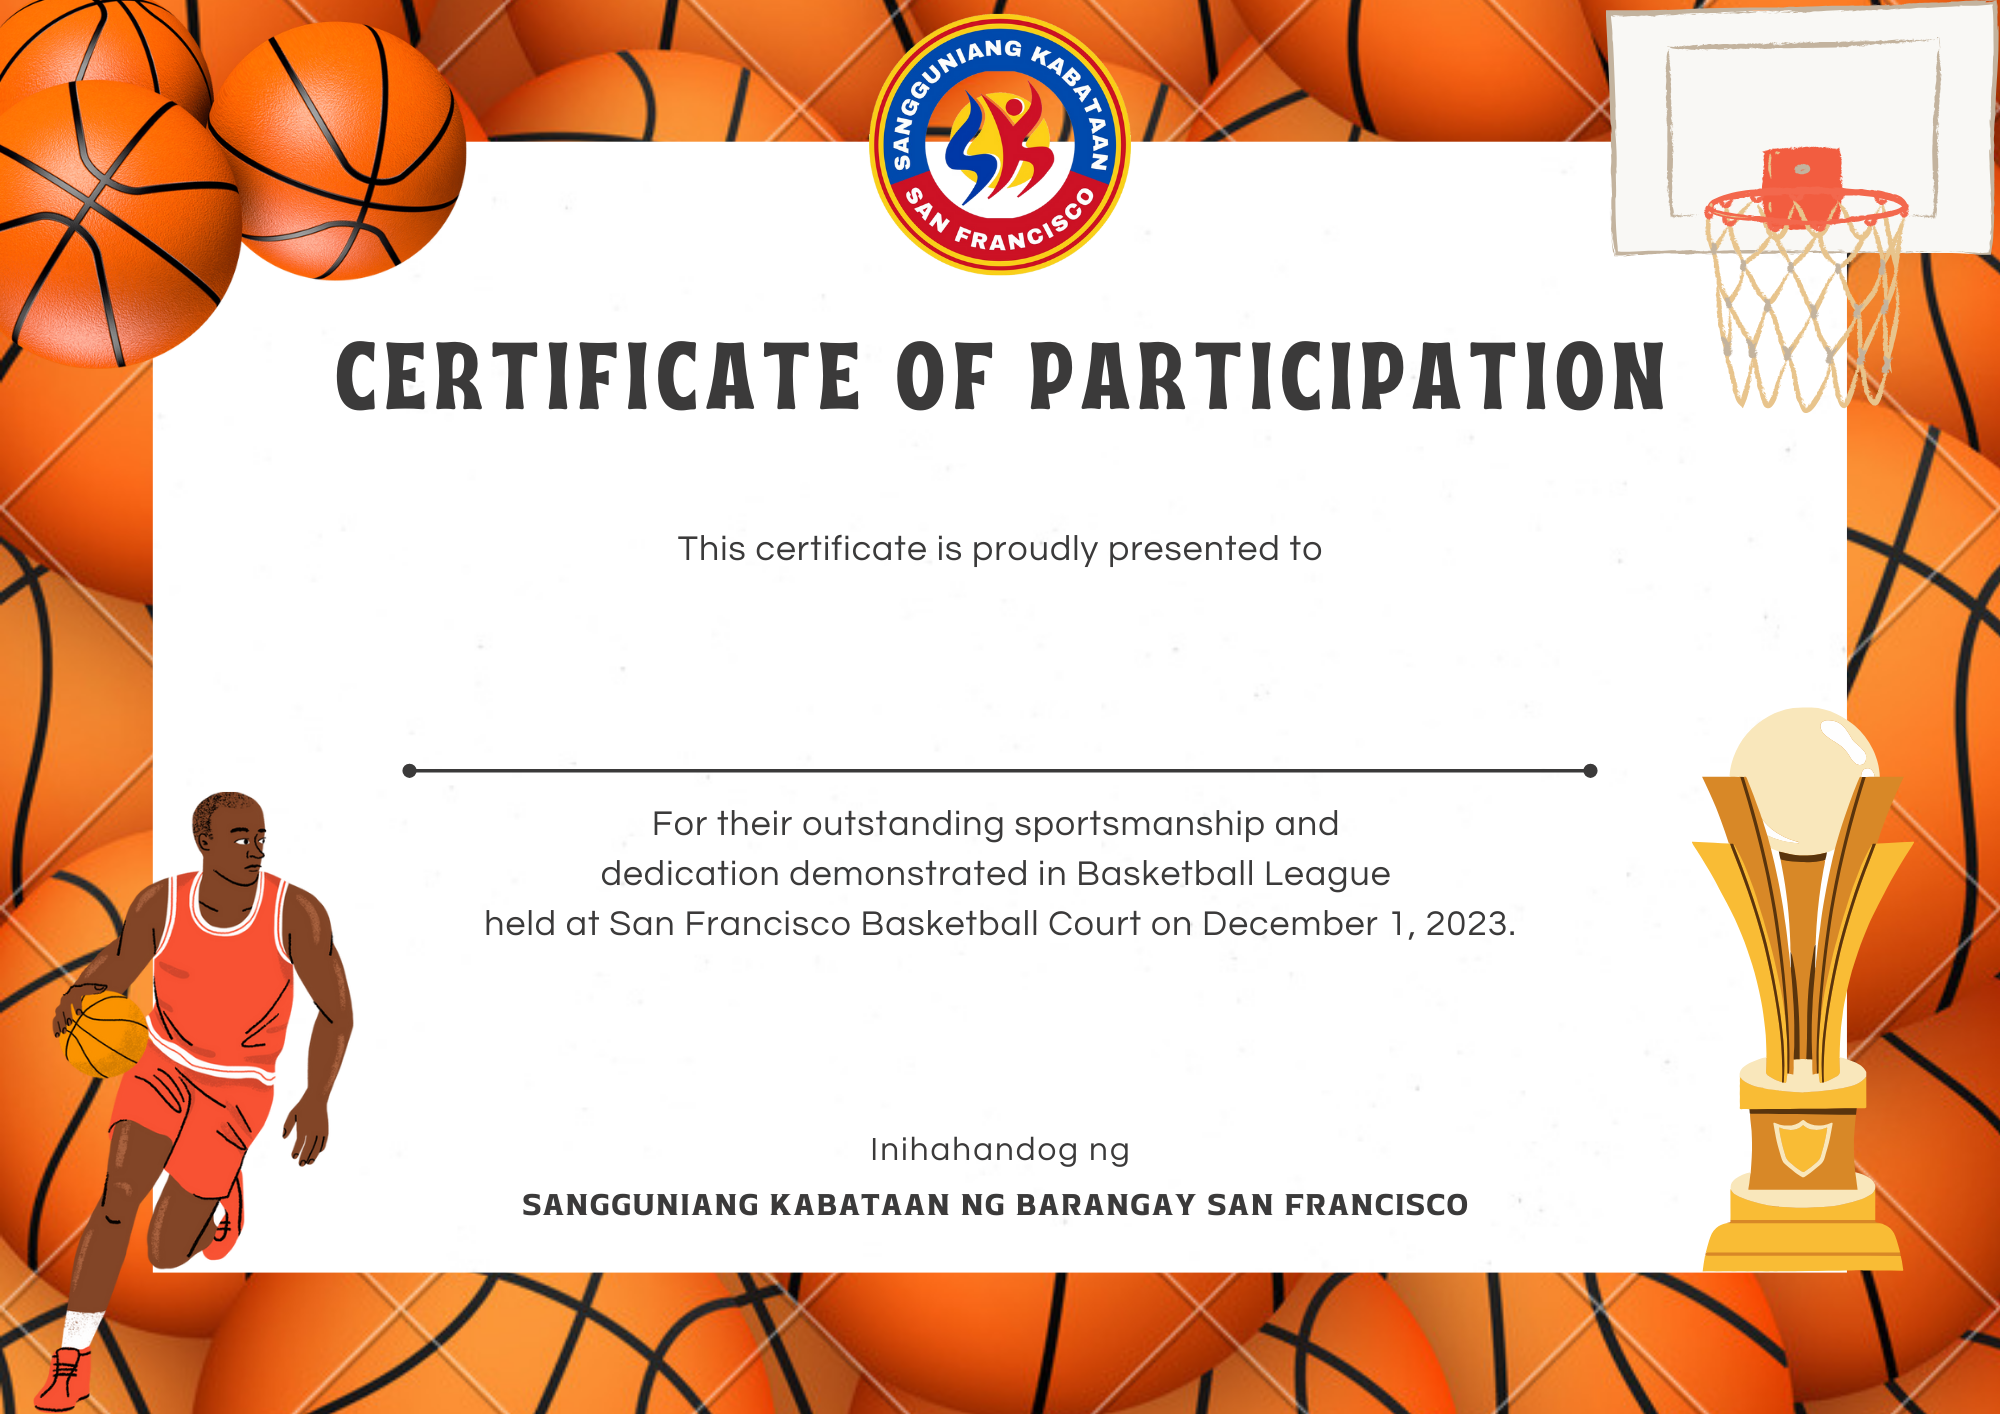 SANGGUNIANG KABATAAN
SAN FRANCISCO
CERTIFICATE OF PARTICIPATION
This certificate is proudly presented to
For their outstanding sportsmanship and
dedication demonstrated in Basketball League
held at San Francisco Basketball Court on December 1, 2023.
Inihahandog ng
SANGGUNIANG KABATAAN NG BARANGAY SAN FRANCISCO